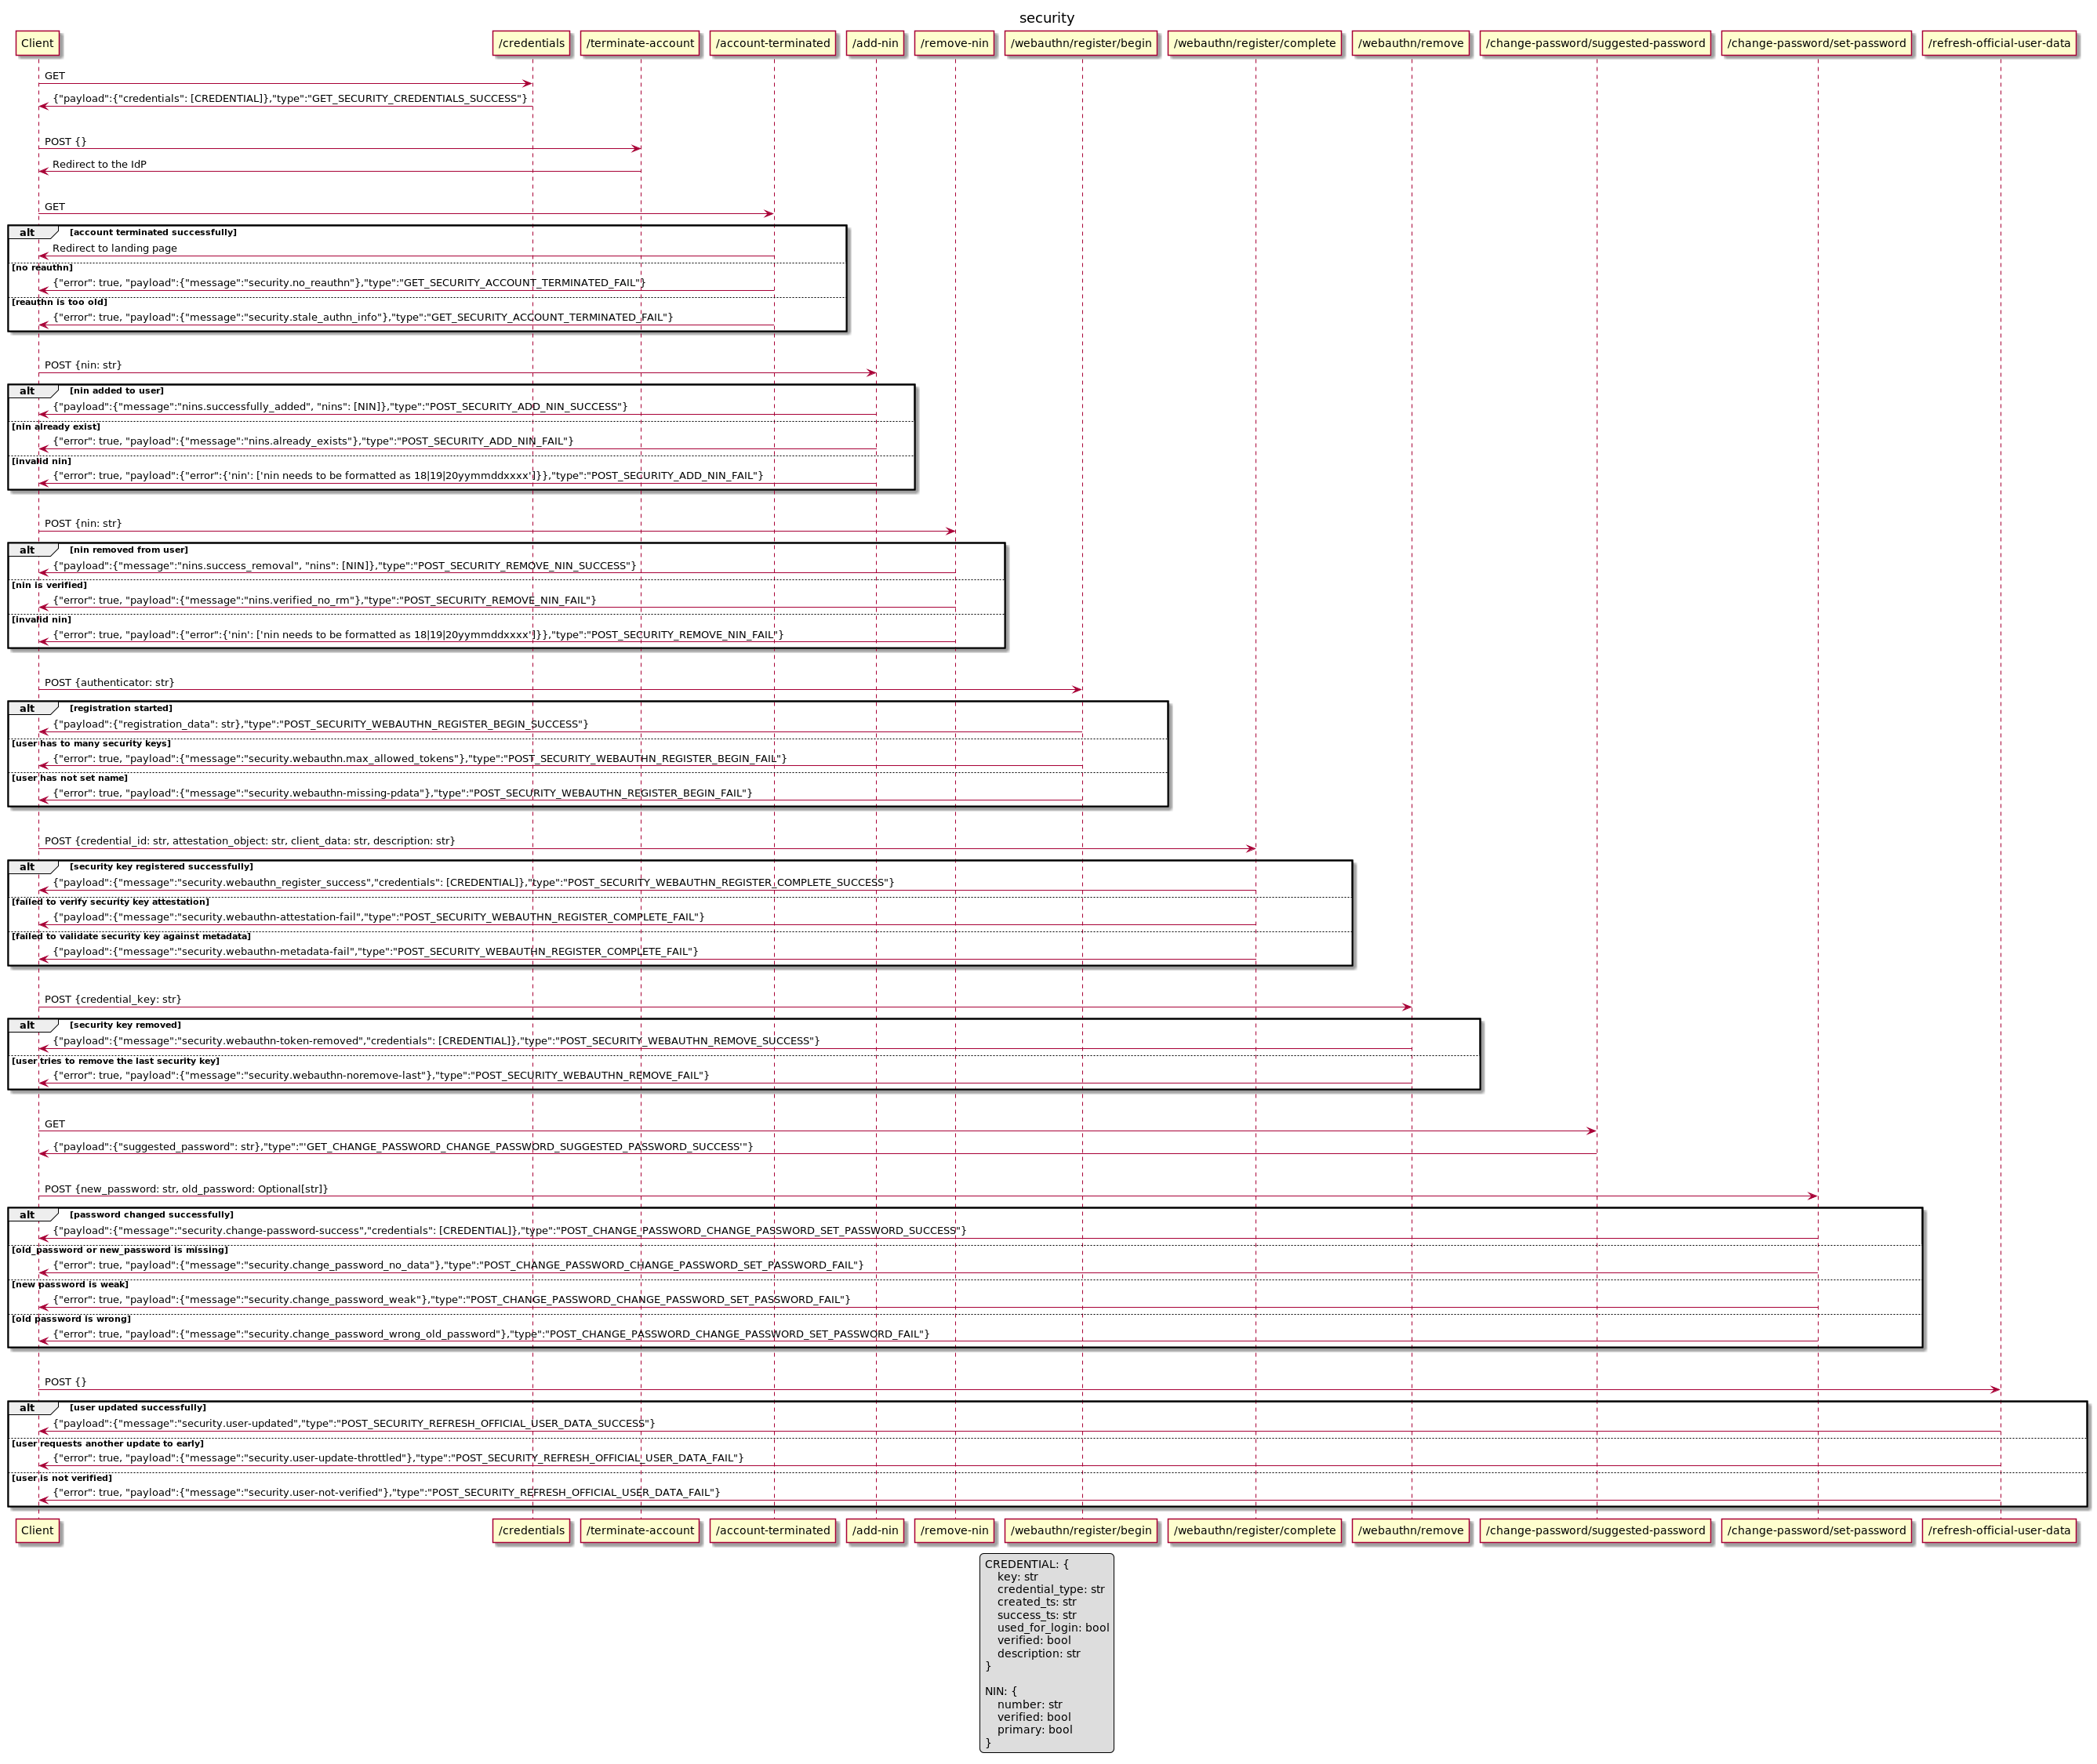 security
Client
/credentials
/terminate-account
/account-terminated
/add-nin
/remove-nin
/webauthn/register/begin
/webauthn/register/complete
/webauthn/remove
/change-password/suggested-password
/change-password/set-password
/refresh-official-user-data
GET
{"payload":{"credentials": [CREDENTIAL]},"type":"GET_SECURITY_CREDENTIALS_SUCCESS"}
POST {}
Redirect to the IdP
GET
alt [account terminated successfully]
Redirect to landing page
[no reauthn]
{"error": true, "payload":{"message":"security.no_reauthn"},"type":"GET_SECURITY_ACCOUNT_TERMINATED_FAIL"}
[reauthn is too old]
{"error": true, "payload":{"message":"security.stale_authn_info"},"type":"GET_SECURITY_ACCOUNT_TERMINATED_FAIL"}
POST {nin: str}
alt [nin added to user]
{"payload":{"message":"nins.successfully_added", "nins": [NIN]},"type":"POST_SECURITY_ADD_NIN_SUCCESS"}
[nin already exist]
{"error": true, "payload":{"message":"nins.already_exists"},"type":"POST_SECURITY_ADD_NIN_FAIL"}
[invalid nin]
{"error": true, "payload":{"error":{'nin': ['nin needs to be formatted as 18|19|20yymmddxxxx']}},"type":"POST_SECURITY_ADD_NIN_FAIL"}
POST {nin: str}
alt [nin removed from user]
{"payload":{"message":"nins.success_removal", "nins": [NIN]},"type":"POST_SECURITY_REMOVE_NIN_SUCCESS"}
[nin is verified]
{"error": true, "payload":{"message":"nins.verified_no_rm"},"type":"POST_SECURITY_REMOVE_NIN_FAIL"}
[invalid nin]
{"error": true, "payload":{"error":{'nin': ['nin needs to be formatted as 18|19|20yymmddxxxx']}},"type":"POST_SECURITY_REMOVE_NIN_FAIL"}
POST {authenticator: str}
alt [registration started]
{"payload":{"registration_data": str},"type":"POST_SECURITY_WEBAUTHN_REGISTER_BEGIN_SUCCESS"}
[user has to many security keys]
{"error": true, "payload":{"message":"security.webauthn.max_allowed_tokens"},"type":"POST_SECURITY_WEBAUTHN_REGISTER_BEGIN_FAIL"}
[user has not set name]
{"error": true, "payload":{"message":"security.webauthn-missing-pdata"},"type":"POST_SECURITY_WEBAUTHN_REGISTER_BEGIN_FAIL"}
POST {credential_id: str, attestation_object: str, client_data: str, description: str}
alt [security key registered successfully]
{"payload":{"message":"security.webauthn_register_success","credentials": [CREDENTIAL]},"type":"POST_SECURITY_WEBAUTHN_REGISTER_COMPLETE_SUCCESS"}
[failed to verify security key attestation]
{"payload":{"message":"security.webauthn-attestation-fail","type":"POST_SECURITY_WEBAUTHN_REGISTER_COMPLETE_FAIL"}
[failed to validate security key against metadata]
{"payload":{"message":"security.webauthn-metadata-fail","type":"POST_SECURITY_WEBAUTHN_REGISTER_COMPLETE_FAIL"}
POST {credential_key: str}
alt [security key removed]
{"payload":{"message":"security.webauthn-token-removed","credentials": [CREDENTIAL]},"type":"POST_SECURITY_WEBAUTHN_REMOVE_SUCCESS"}
[user tries to remove the last security key]
{"error": true, "payload":{"message":"security.webauthn-noremove-last"},"type":"POST_SECURITY_WEBAUTHN_REMOVE_FAIL"}
GET
{"payload":{"suggested_password": str},"type":"'GET_CHANGE_PASSWORD_CHANGE_PASSWORD_SUGGESTED_PASSWORD_SUCCESS'"}
POST {new_password: str, old_password: Optional[str]}
alt [password changed successfully]
{"payload":{"message":"security.change-password-success","credentials": [CREDENTIAL]},"type":"POST_CHANGE_PASSWORD_CHANGE_PASSWORD_SET_PASSWORD_SUCCESS"}
[old_password or new_password is missing]
{"error": true, "payload":{"message":"security.change_password_no_data"},"type":"POST_CHANGE_PASSWORD_CHANGE_PASSWORD_SET_PASSWORD_FAIL"}
[new password is weak]
{"error": true, "payload":{"message":"security.change_password_weak"},"type":"POST_CHANGE_PASSWORD_CHANGE_PASSWORD_SET_PASSWORD_FAIL"}
[old password is wrong]
{"error": true, "payload":{"message":"security.change_password_wrong_old_password"},"type":"POST_CHANGE_PASSWORD_CHANGE_PASSWORD_SET_PASSWORD_FAIL"}
POST {}
alt [user updated successfully]
{"payload":{"message":"security.user-updated","type":"POST_SECURITY_REFRESH_OFFICIAL_USER_DATA_SUCCESS"}
[user requests another update to early]
{"error": true, "payload":{"message":"security.user-update-throttled"},"type":"POST_SECURITY_REFRESH_OFFICIAL_USER_DATA_FAIL"}
[user is not verified]
{"error": true, "payload":{"message":"security.user-not-verified"},"type":"POST_SECURITY_REFRESH_OFFICIAL_USER_DATA_FAIL"}
Client
/credentials
/terminate-account
/account-terminated
/add-nin
/remove-nin
/webauthn/register/begin
/webauthn/register/complete
/webauthn/remove
/change-password/suggested-password
/change-password/set-password
/refresh-official-user-data
CREDENTIAL: {
key: str
credential_type: str
created_ts: str
success_ts: str
used_for_login: bool
verified: bool
description: str
}
NIN: {
number: str
verified: bool
primary: bool
}